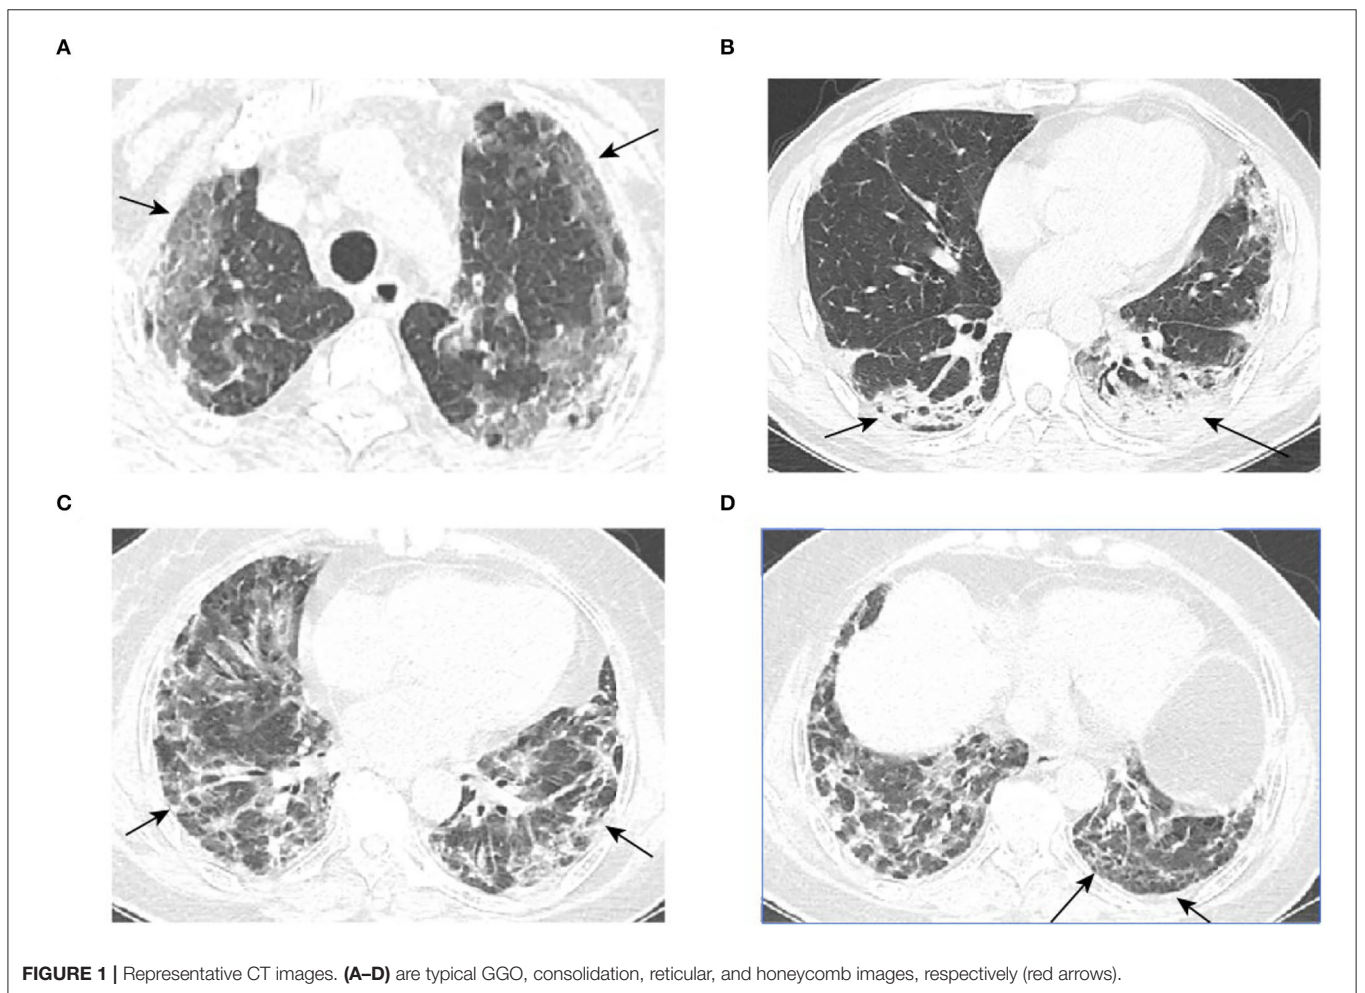 A
B
C
D
FIGURE 1 | Representative CT images. (A–D) are typical GGO, consolidation, reticular, and honeycomb images, respectively (red arrows).